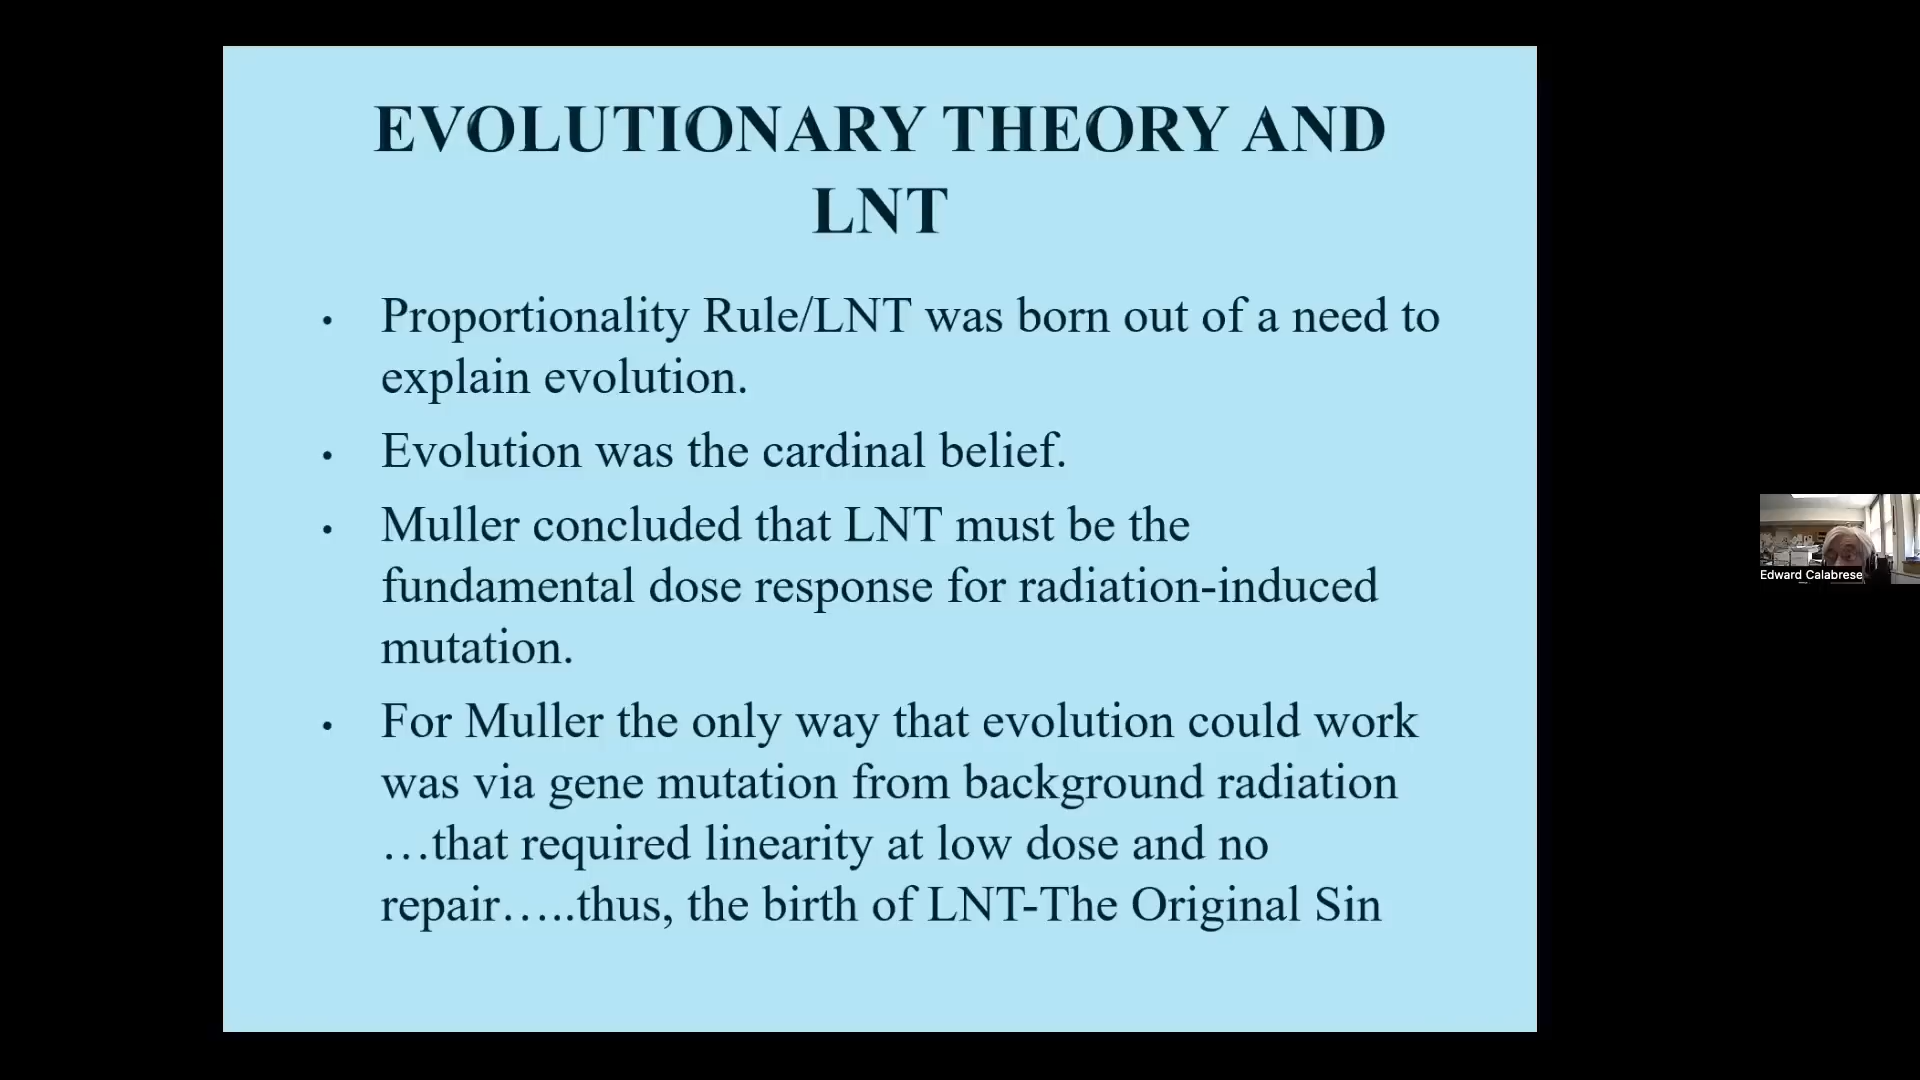 EVOLUTIONARY THEORY AND
LNT
• Proportionality Rule/LNT was born out of a need to
explain evolution.
• Evolution was the cardinal belief.
• Muller concluded that LNT must be the
fundamental dose response for radiation-induced
mutation.
• For Muller the only way that evolution could work
was via gene mutation from background radiation
…that required linearity at low dose and no
repair…..thus, the birth of LNT-The Original Sin
Edward Calabrese